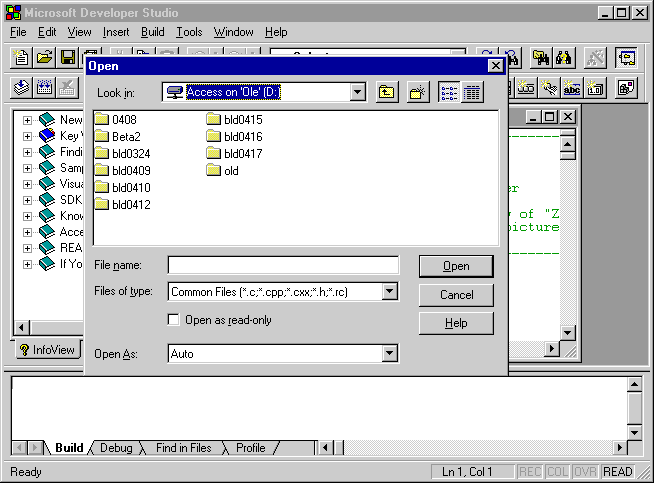 Microsoft Developer Studio
File Edit View Insert Build Tools Window Help
Open
Look in: Access on 'Ole' (D:)
0408
Beta2
bld0324
bld0409
bld0410
bld0412
bld0415
bld0416
bld0417
old
File name:
Open
Files of type: Common Files (*.c;*.cpp;*.cxx;*.h;*.rc)
Cancel
Open as read-only
Help
Open As: Auto
New
Key
Findi
Samp
Visua
SDK
Know
Acce
REA
If Yo
er
of "Z
picture
InfoView
abc
Build Debug Find in Files Profile
Ready
Ln 1, Col 1 REC COL OVR READ